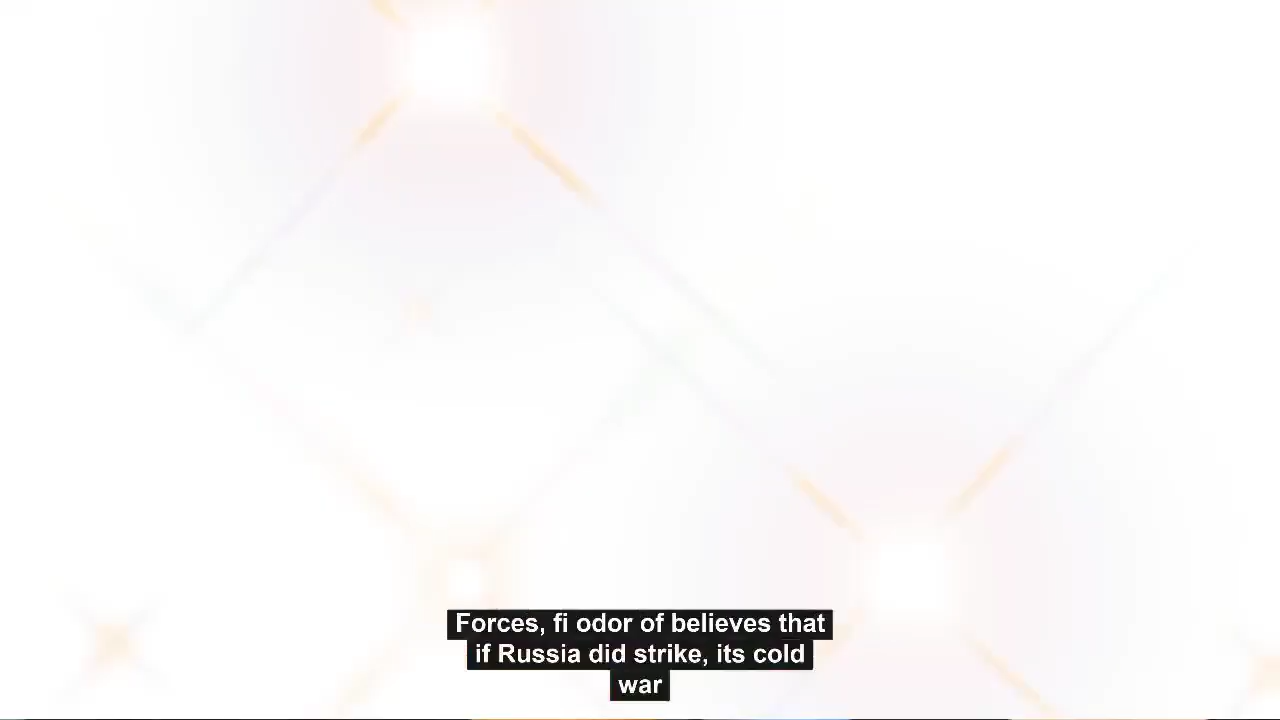 Forces, fi odor of believes that
if Russia did strike, its cold
war